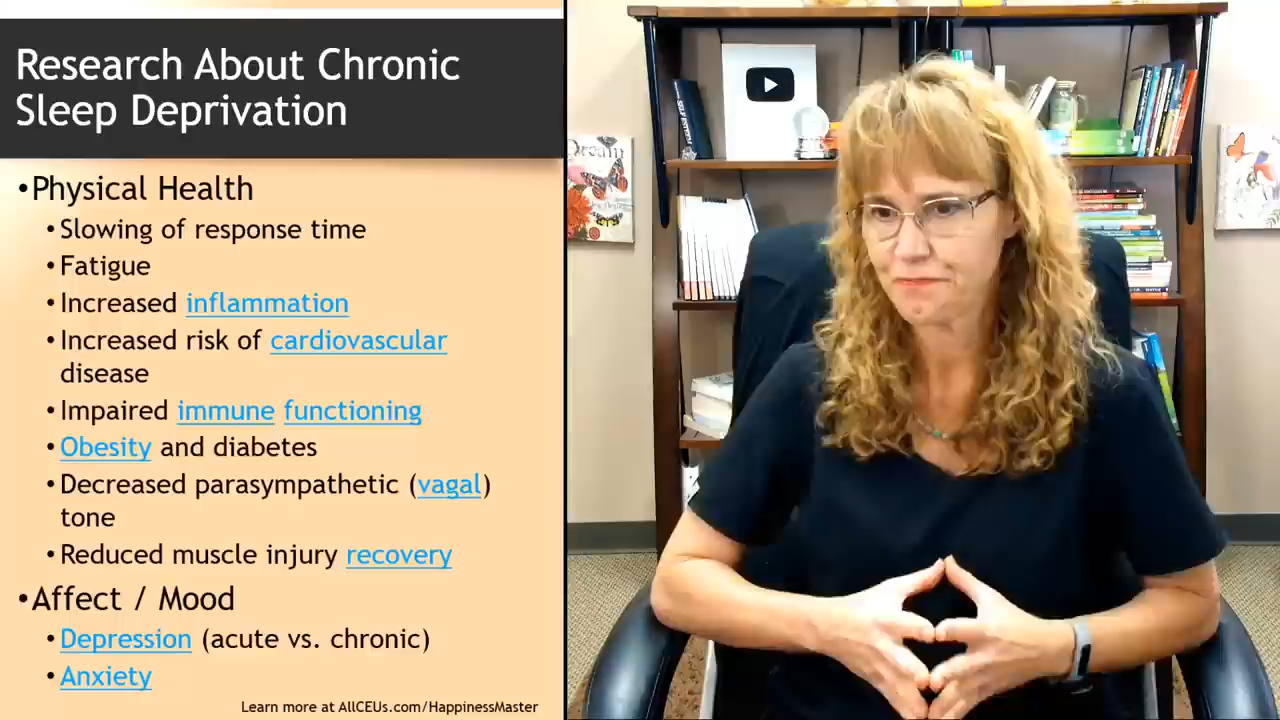 Research About Chronic
Sleep Deprivation
•Physical Health
•Slowing of response time
•Fatigue
•Increased inflammation
•Increased risk of cardiovascular
disease
•Impaired immune functioning
•Obesity and diabetes
•Decreased parasympathetic (vagal)
tone
•Reduced muscle injury recovery
•Affect / Mood
•Depression (acute vs. chronic)
•Anxiety
Learn more at AllCEUs.com/HappinessMaster